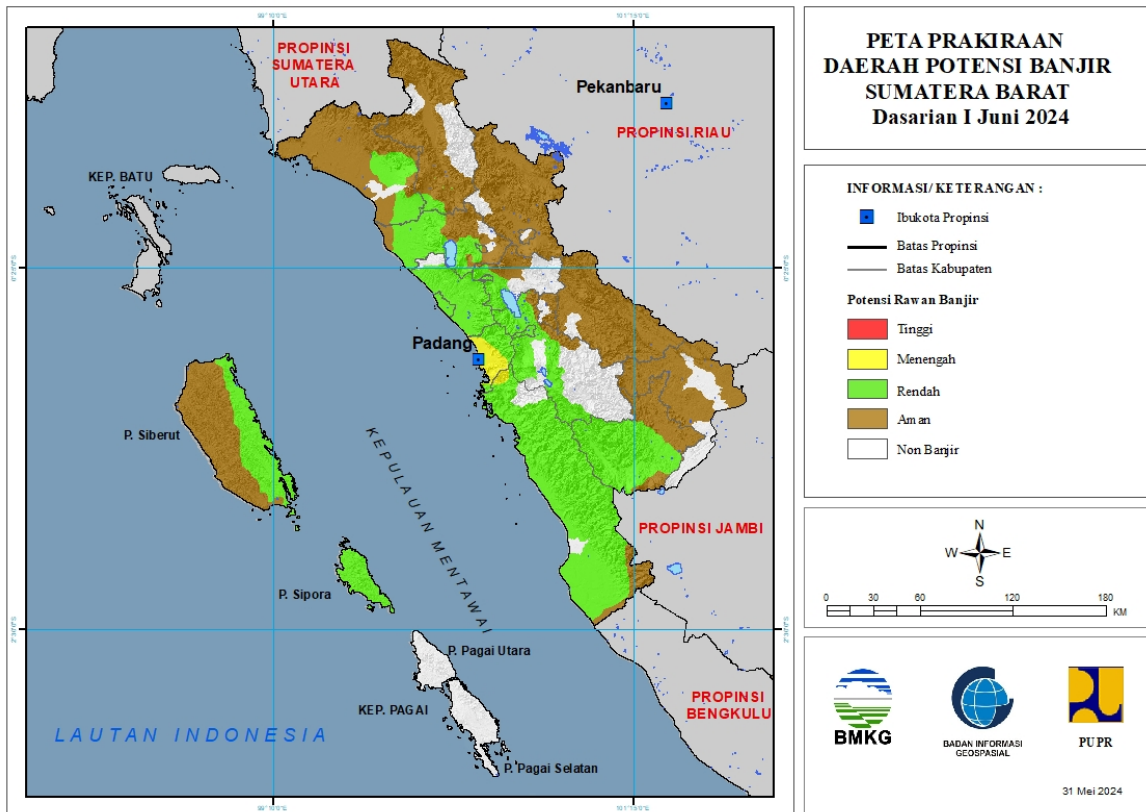 PETA PRAKIRAAN
DAERAH POTENSI BANJIR
SUMATERA BARAT
Dasarian I Juni 2024
INFORMASI/ KETERANGAN :
Ibukota Propinsi
Batas Propinsi
Batas Kabupaten
Potensi Rawan Banjir
Tinggi
Menengah
Rendah
Aman
Non Banjir
N
W E
S
0 30 60 120 180
KM
BMKG
BADAN INFORMASI
GEOSPASIAL
PUPR
31 Mei 2024
PROPINSI
SUMATERA
UTARA
Pekanbaru
PROPINSI RIAU
KEP. BATU
Padang
P. Siberut
KEPULAUAN MENTAWAI
PROPINSI JAMBI
P. Sipora
P. Pagai Utara
KEP. PAGAI
P. Pagai Selatan
PROPINSI
BENGKULU
LAUTAN INDONESIA